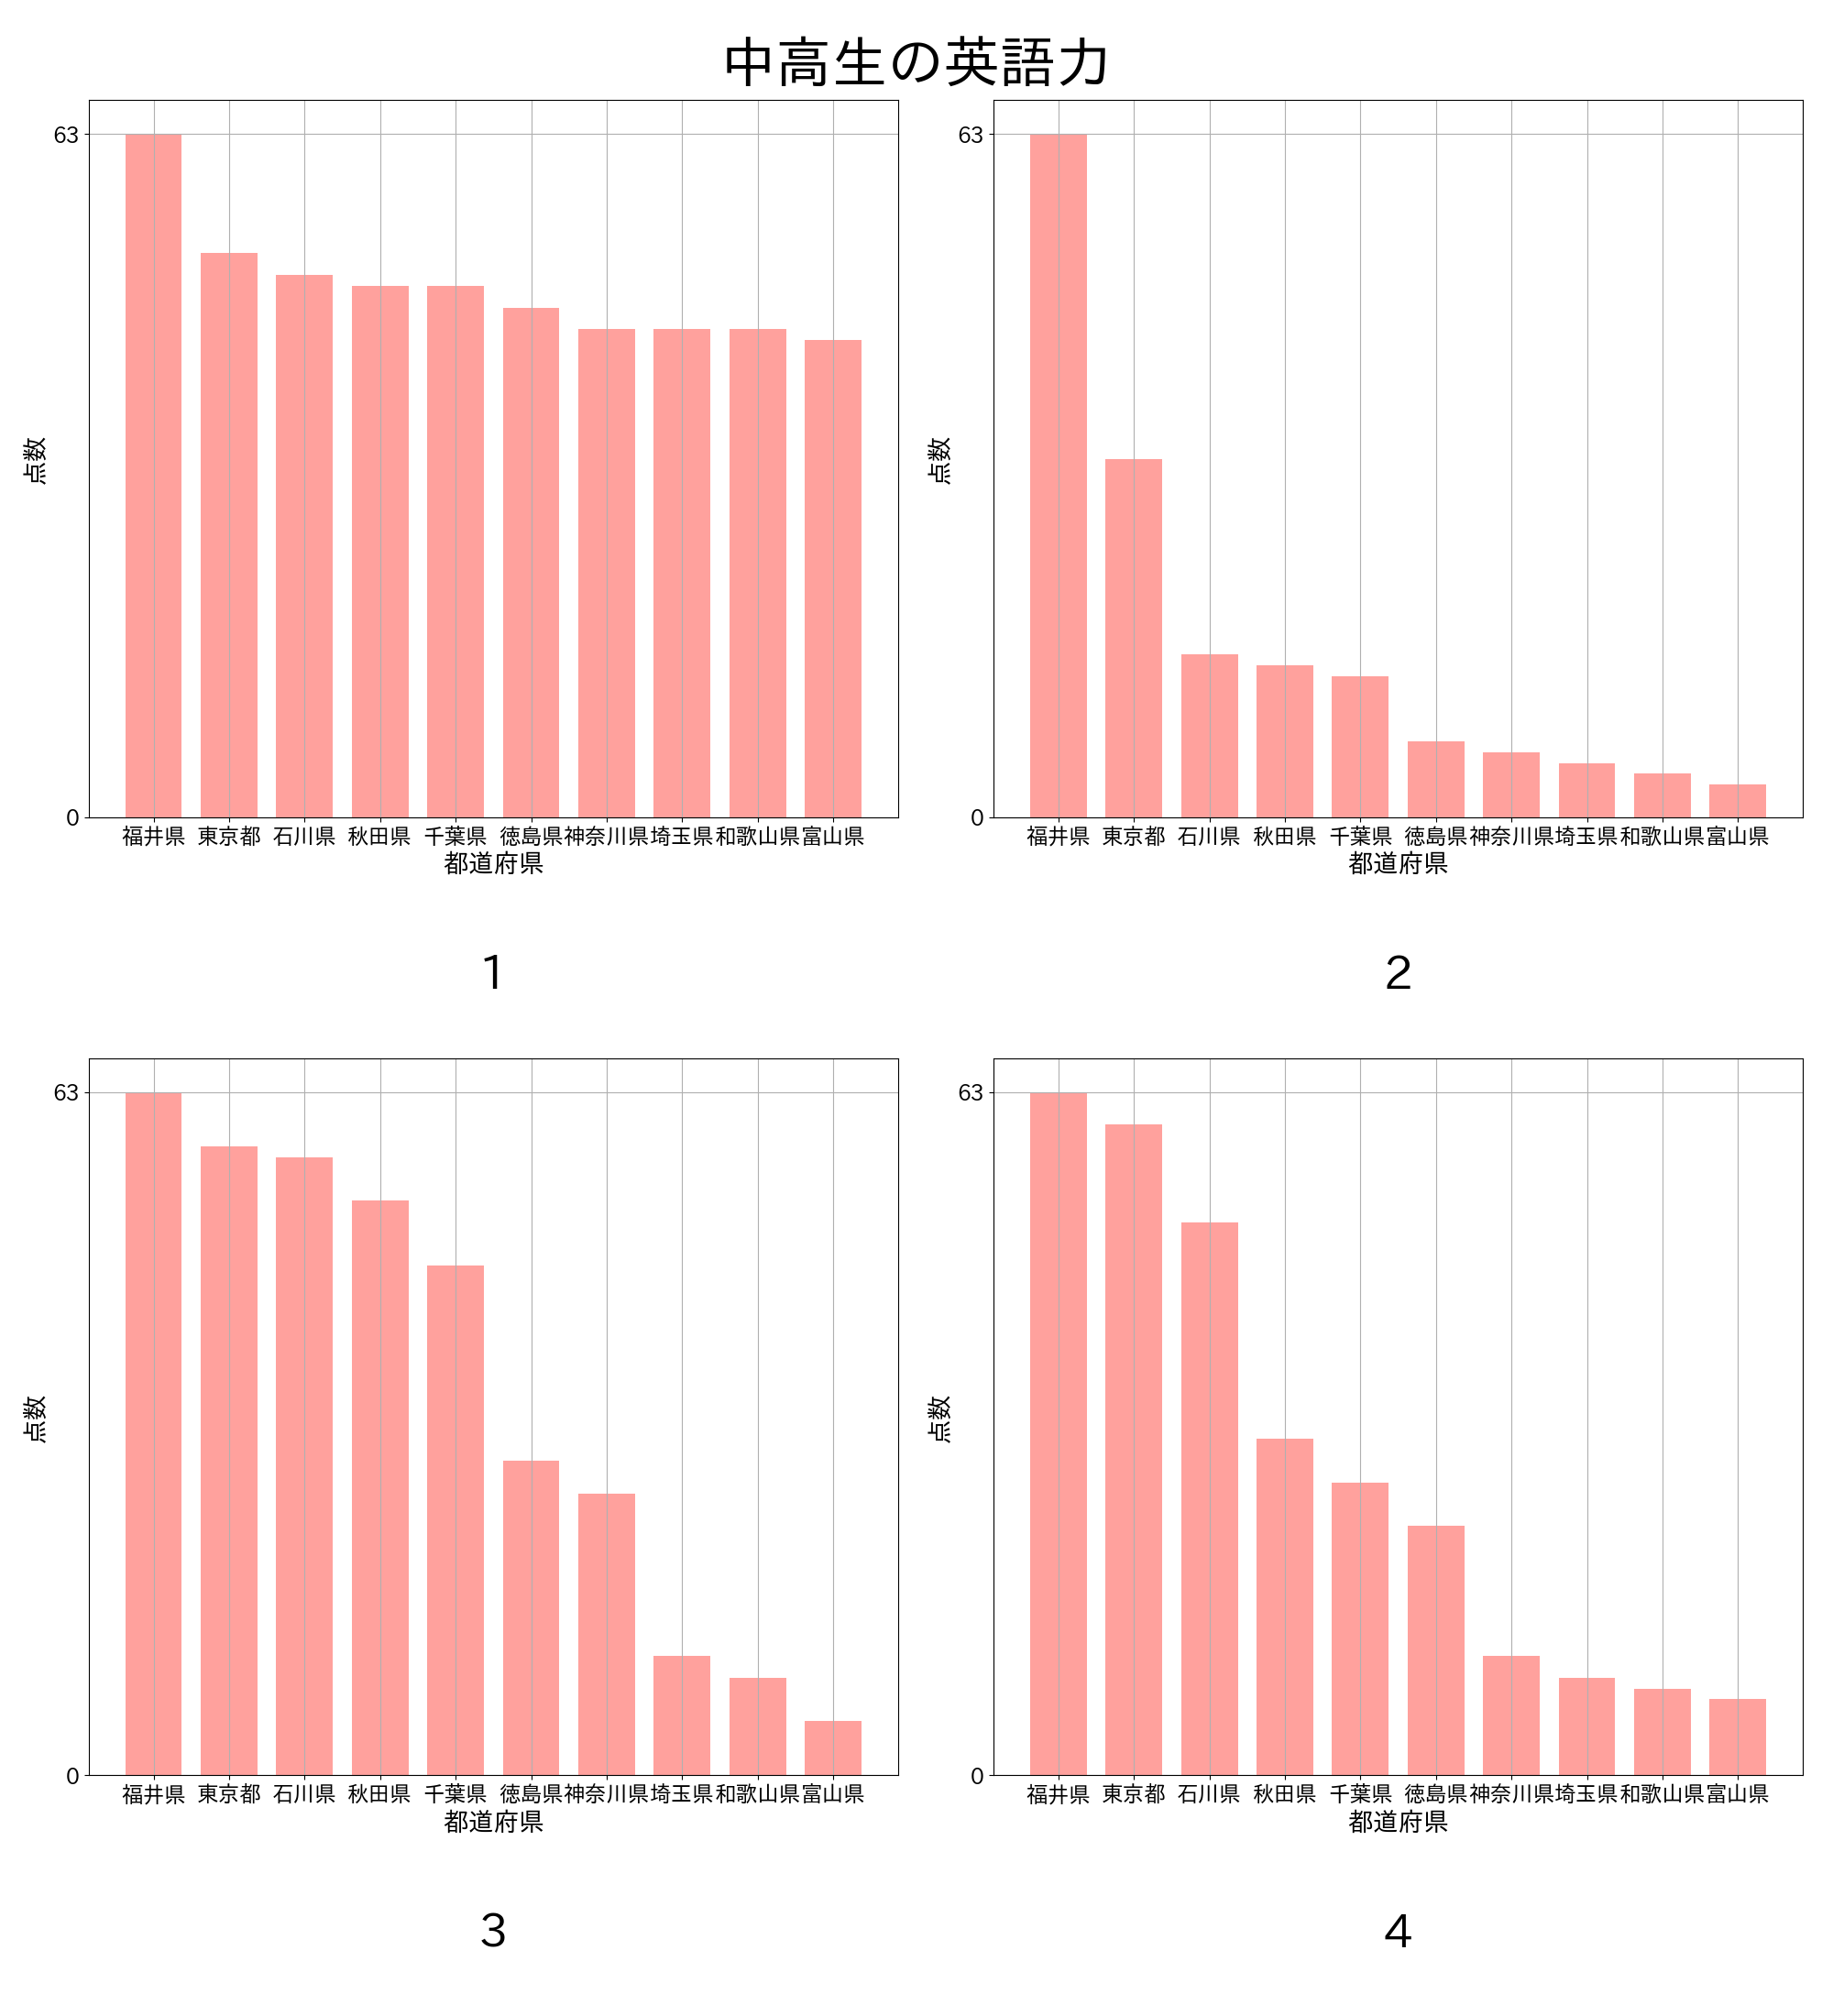 中高生の英語力
63
0
点数
福井県 東京都 石川県 秋田県 千葉県 徳島県 神奈川県 埼玉県 和歌山県 富山県
都道府県
1
63
0
点数
福井県 東京都 石川県 秋田県 千葉県 徳島県 神奈川県 埼玉県 和歌山県 富山県
都道府県
2
63
0
点数
福井県 東京都 石川県 秋田県 千葉県 徳島県 神奈川県 埼玉県 和歌山県 富山県
都道府県
3
63
0
点数
福井県 東京都 石川県 秋田県 千葉県 徳島県 神奈川県 埼玉県 和歌山県 富山県
都道府県
4